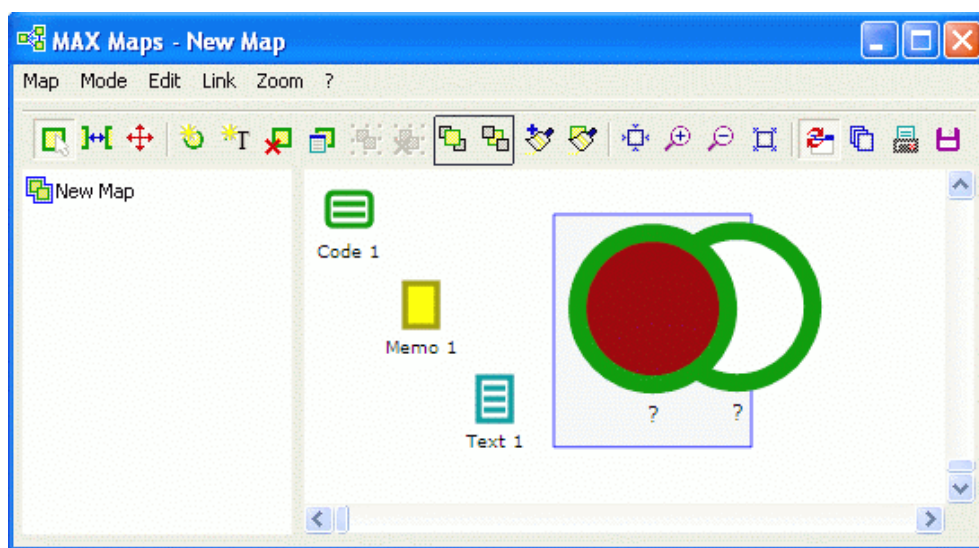 MAX Maps - New Map
Map Mode Edit Link Zoom ?
T
New Map
Code 1
Memo 1
Text 1
? ?